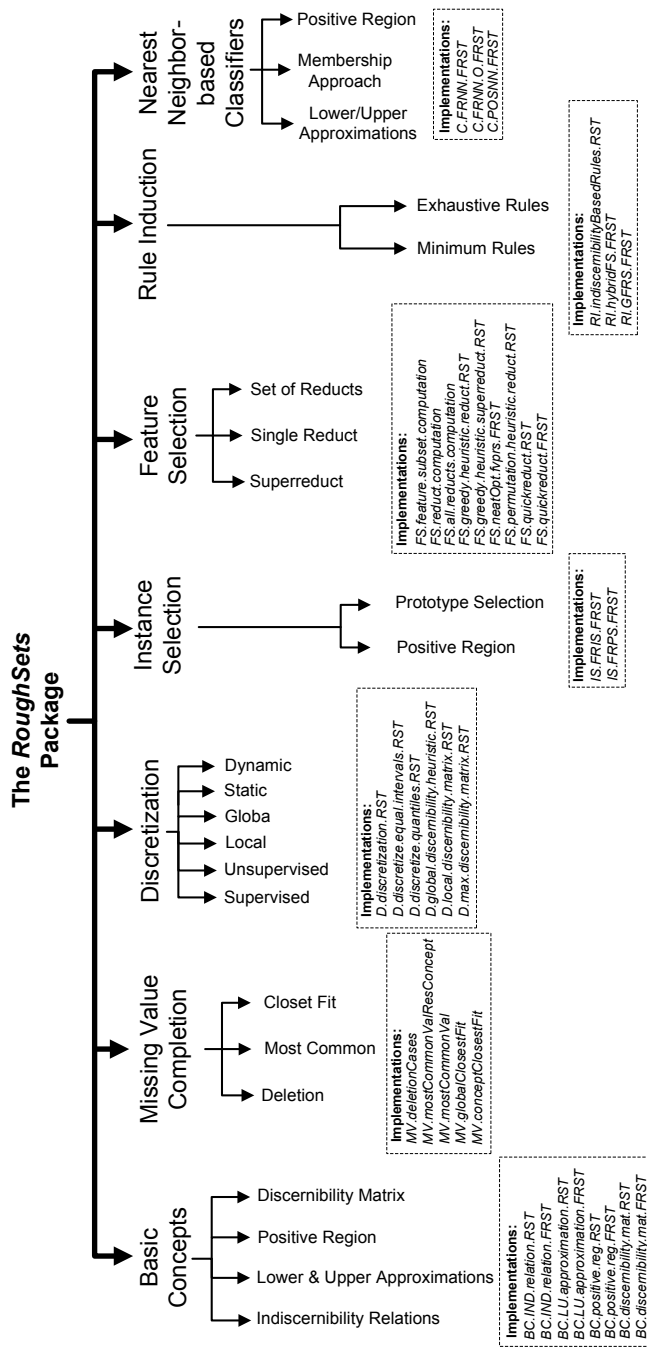 The RoughSets
Package
Basic
Concepts
Indiscernibility Relations
Lower & Upper Approximations
Positive Region
Discernibility Matrix
Implementations:
BC.IND.relation.RST
BC.IND.relation.FRST
BC.LU.approximation.RST
BC.LU.approximation.FRST
BC.positive.reg.RST
BC.positive.reg.FRST
BC.discernibility.mat.RST
BC.discernibility.mat.FRST
Missing Value
Completion
Deletion
Most Common
Closet Fit
Implementations:
MV.deletionCases
MV.mostCommonValResConcept
MV.mostCommonVal
MV.globalClosestFit
MV.conceptClosestFit
Discretization
Supervised
Unsupervised
Local
Globa
Static
Dynamic
Implementations:
D.discretization.RST
D.discretize.equal.intervals.RST
D.discretize.quantiles.RST
D.global.discernibility.heuristic.RST
D.local.discernibility.matrix.RST
D.max.discernibility.matrix.RST
Instance
Selection
Positive Region
Prototype Selection
Implementations:
IS.FRIS.FRST
IS.FRPS.FRST
Feature
Selection
Superreduct
Single Reduct
Set of Reducts
Implementations:
FS.feature.subset.computation
FS.reduct.computation
FS.all.reducts.computation
FS.greedy.heuristic.reduct.RST
FS.greedy.heuristic.superreduct.RST
FS.neatOpt.fvprs.FRST
FS.permutation.heuristic.reduct.RST
FS.quickreduct.RST
FS.quickreduct.FRST
Rule Induction
Minimum Rules
Exhaustive Rules
Implementations:
RI.indiscernibilityBasedRules.RST
RI.hybridFS.FRST
RI.GFRS.FRST
Nearest
Neighbor-
based
Classifiers
Lower/Upper
Approximations
Membership
Approach
Positive Region
Implementations:
C.FRNN.FRST
C.FRNN.O.FRST
C.POSNN.FRST